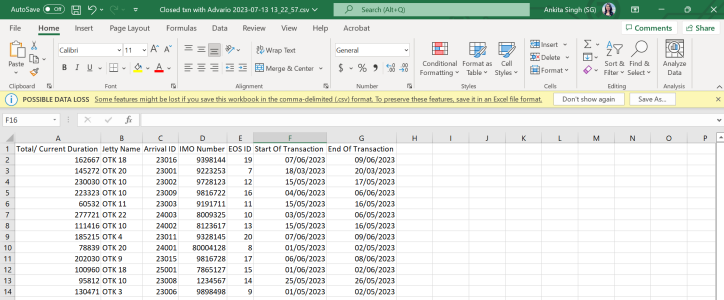 AutoSave Off Closed txn with Advario 2023-07-13 13_22_57.csv Search (Alt+Q) Ankita Singh (SG)
File Home Insert Page Layout Formulas Data Review View Help Acrobat Comments Share
Paste Calibri 11 A^ Aˇ Wrap Text General Conditional Formatting Format as Table Cell Styles Insert Delete Format Sort & Filter Find & Select Analyze Data
B I U A Merge & Center $ % 9
Clipboard Font Alignment Number Styles Cells Editing Analysis
POSSIBLE DATA LOSS Some features might be lost if you save this workbook in the comma-delimited (.csv) format. To preserve these features, save it in an Excel file format. Don't show again Save As...
F16 fx
A B C D E F G H I J K L M N O P
1 Total/ Current Duration Jetty Name Arrival ID IMO Number EOS ID Start Of Transaction End Of Transaction
2 162667 OTK 18 23016 9398144 19 07/06/2023 09/06/2023
3 145272 OTK 20 23001 9223253 7 18/03/2023 20/03/2023
4 230030 OTK 10 23002 9728123 12 15/05/2023 17/05/2023
5 223323 OTK 10 23009 9816722 16 04/06/2023 06/06/2023
6 60532 OTK 11 23003 9191711 11 15/05/2023 16/05/2023
7 277721 OTK 22 24003 8009325 10 03/05/2023 06/05/2023
8 111416 OTK 10 24002 8123617 13 15/05/2023 16/05/2023
9 185215 OTK 4 23011 9328145 20 07/06/2023 09/06/2023
10 78839 OTK 20 24001 80004128 8 01/05/2023 02/05/2023
11 202030 OTK 9 23015 9816728 17 06/06/2023 08/06/2023
12 100960 OTK 18 25001 7865127 15 01/06/2023 02/06/2023
13 95812 OTK 10 23008 1234567 14 25/05/2023 26/05/2023
14 130471 OTK 3 23006 9898498 9 01/05/2023 02/05/2023